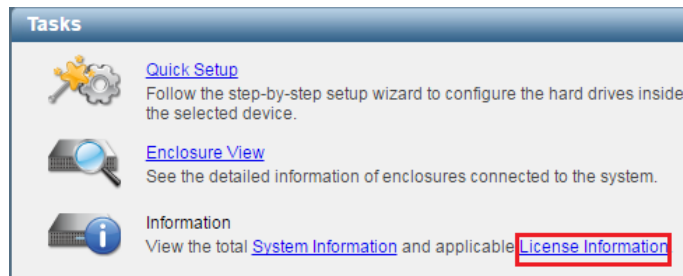 Tasks
Quick Setup
Follow the step-by-step setup wizard to configure the hard drives inside
the selected device.
Enclosure View
See the detailed information of enclosures connected to the system.
Information
View the total System Information and applicable License Information